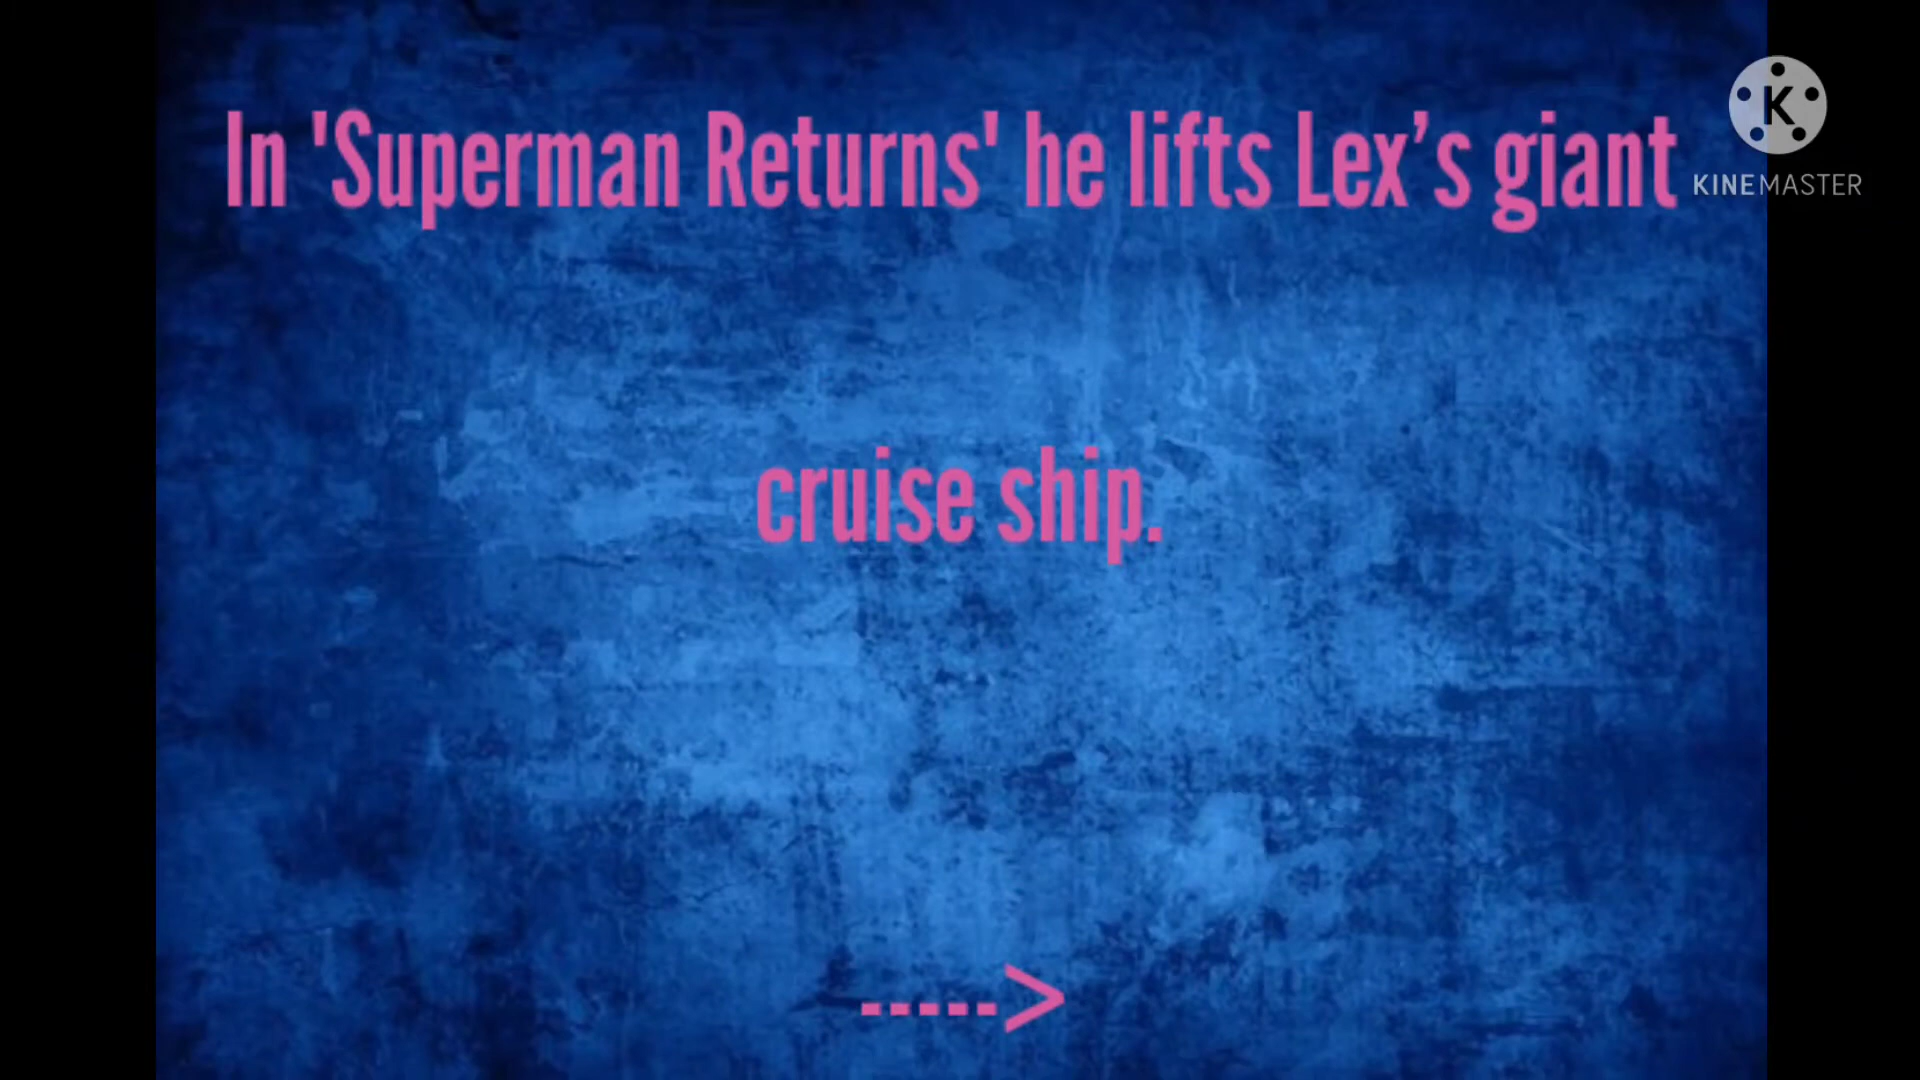 In 'Superman Returns' he lifts Lex’s giant
KINEMASTER
cruise ship.
----->